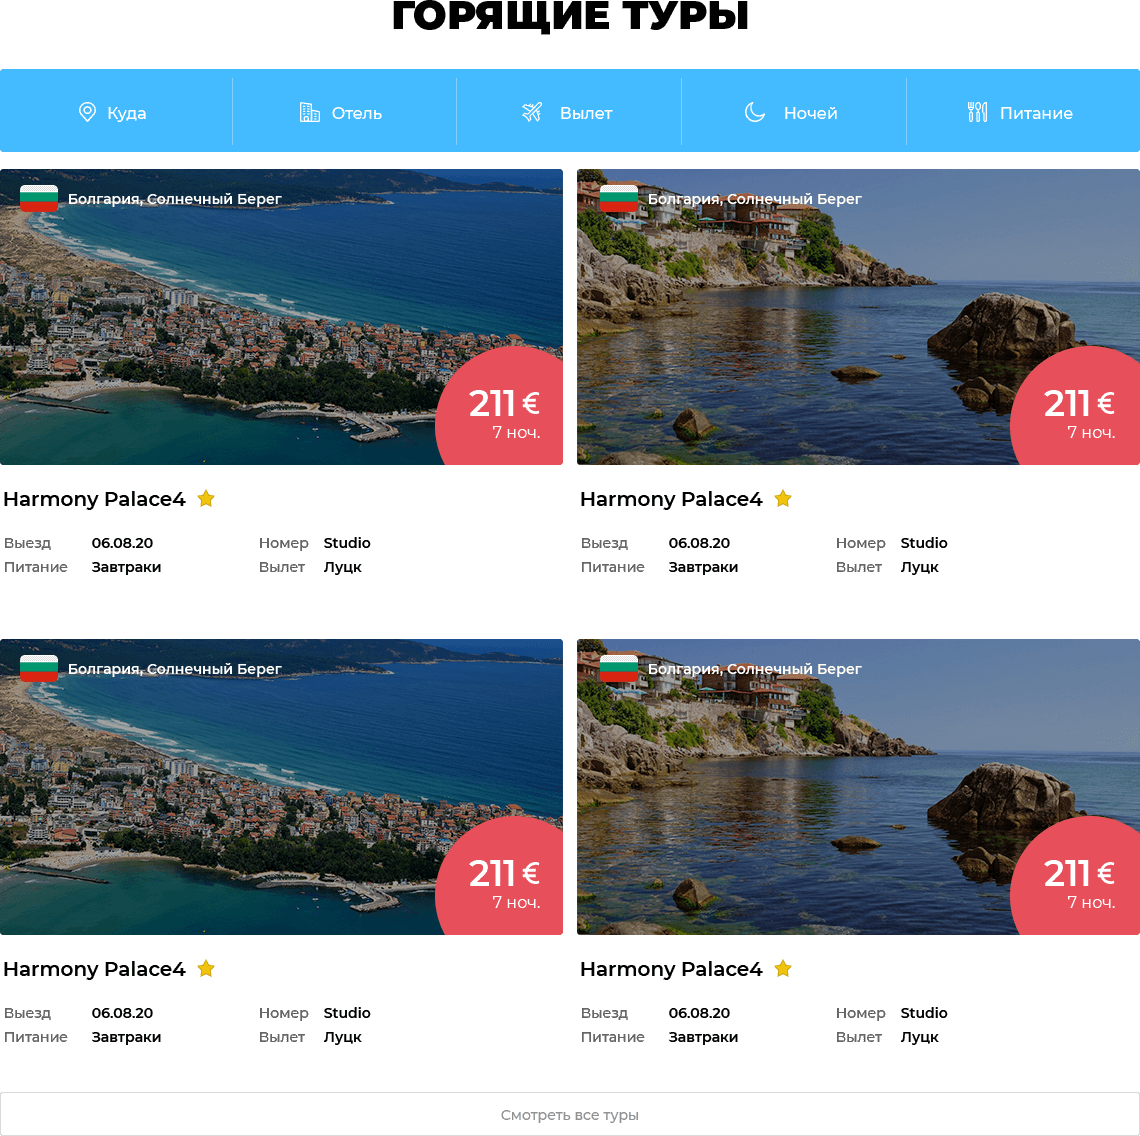 ГОРЯЩИЕ ТУРЫ
Куда
Отель
Вылет
Ночей
Питание
Болгария, Солнечный Берег
211 €
7 ноч.
Harmony Palace4
Выезд 06.08.20 Номер Studio
Питание Завтраки Вылет Луцк
Болгария, Солнечный Берег
211 €
7 ноч.
Harmony Palace4
Выезд 06.08.20 Номер Studio
Питание Завтраки Вылет Луцк
Болгария, Солнечный Берег
211 €
7 ноч.
Harmony Palace4
Выезд 06.08.20 Номер Studio
Питание Завтраки Вылет Луцк
Болгария, Солнечный Берег
211 €
7 ноч.
Harmony Palace4
Выезд 06.08.20 Номер Studio
Питание Завтраки Вылет Луцк
Смотреть все туры